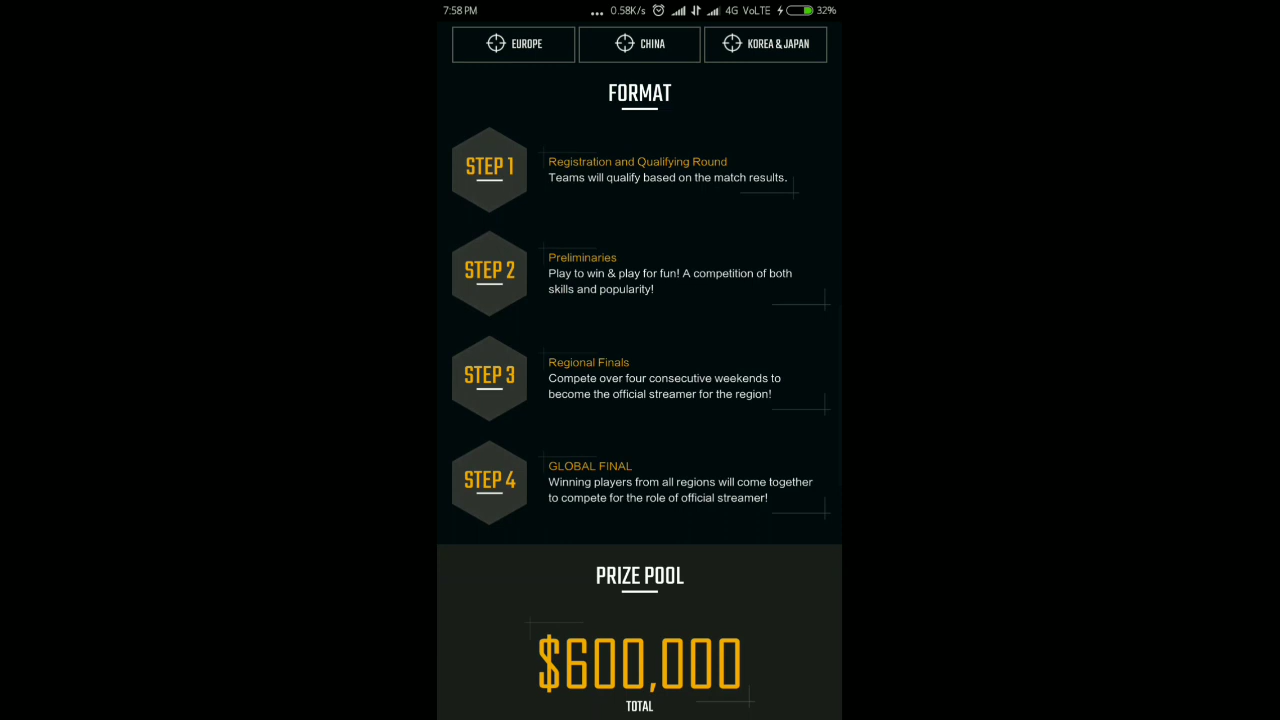 7:58 PM ... 0.58K/s 4G VoLTE 32%
EUROPE CHINA KOREA & JAPAN
FORMAT
STEP 1
Registration and Qualifying Round
Teams will qualify based on the match results.
STEP 2
Preliminaries
Play to win & play for fun! A competition of both
skills and popularity!
STEP 3
Regional Finals
Compete over four consecutive weekends to
become the official streamer for the region!
STEP 4
GLOBAL FINAL
Winning players from all regions will come together
to compete for the role of official streamer!
PRIZE POOL
$600,000
TOTAL